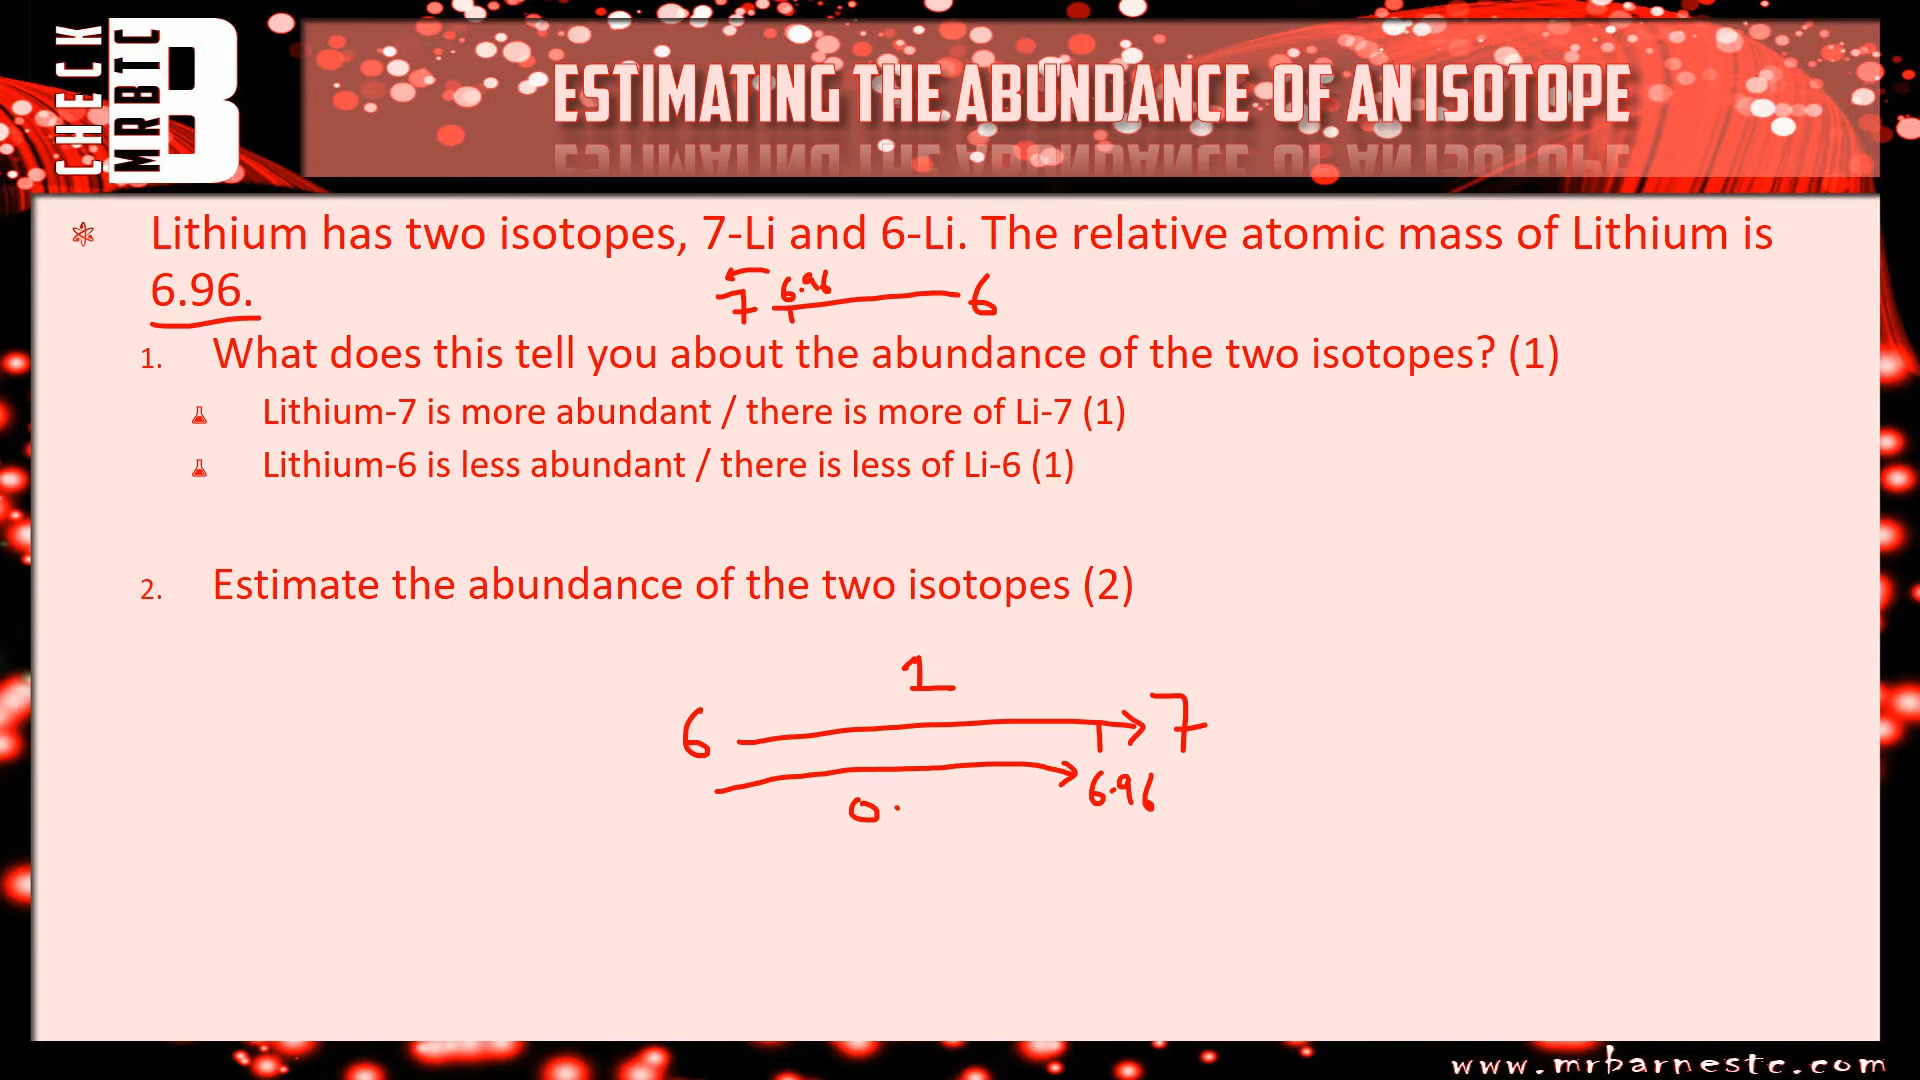 CHECK
MRBTC
B
ESTIMATING THE ABUNDANCE OF AN ISOTOPE
Lithium has two isotopes, 7-Li and 6-Li. The relative atomic mass of Lithium is
6.96.
7 6.96 6
1. What does this tell you about the abundance of the two isotopes? (1)
Lithium-7 is more abundant / there is more of Li-7 (1)
Lithium-6 is less abundant / there is less of Li-6 (1)
2. Estimate the abundance of the two isotopes (2)
1
6 7
6.96
0.
www.mrbarnestc.com